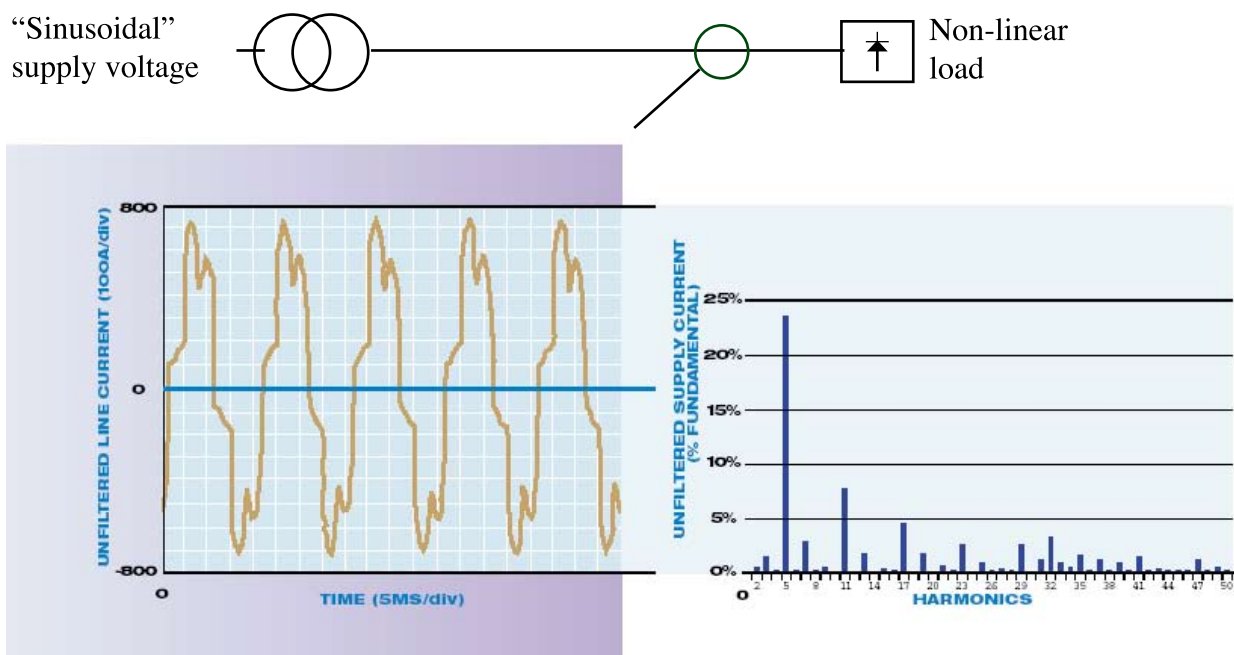 “Sinusoidal”
supply voltage
Non-linear
load
UNFILTERED LINE CURRENT (100A/div)
800
0
-800
0
TIME (5MS/div)
UNFILTERED SUPPLY CURRENT
(% FUNDAMENTAL)
25%
20%
15%
10%
5%
0%
0
2 5 8 11 14 17 20 23 26 29 32 35 38 41 44 47 50
HARMONICS